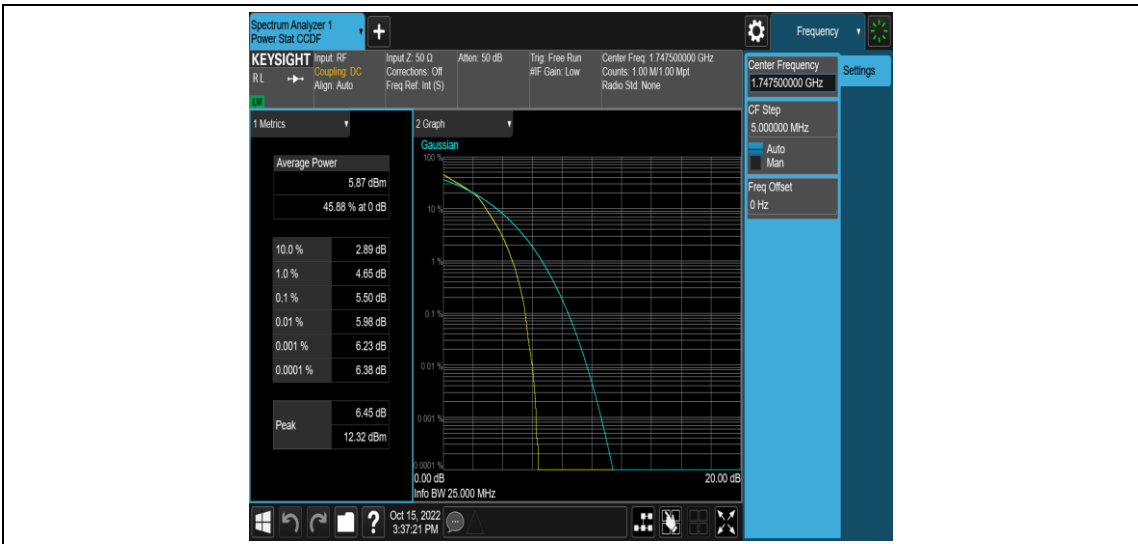 Spectrum Analyzer 1
Power Stat CCDF
+
Frequency
KEYSIGHT
RL
LXI
Input: RF
Coupling: DC
Align: Auto
Input Z: 50 Ω
Corrections: Off
Freq Ref: Int (S)
Atten: 50 dB
Trig: Free Run
#IF Gain: Low
Center Freq: 1.747500000 GHz
Counts: 1.00 M/1.00 Mpt
Radio Std: None
Center Frequency
1.747500000 GHz
Settings
CF Step
5.000000 MHz
Auto
Man
Freq Offset
0 Hz
1 Metrics
Average Power
5.87 dBm
45.88 % at 0 dB
10.0 % 2.89 dB
1.0 % 4.65 dB
0.1 % 5.50 dB
0.01 % 5.98 dB
0.001 % 6.23 dB
0.0001 % 6.38 dB
Peak 6.45 dB
12.32 dBm
2 Graph
Gaussian
100 %
10 %
1 %
0.1 %
0.01 %
0.001 %
0.0001 %
0.00 dB 20.00 dB
Info BW 25.000 MHz
?
Oct 15, 2022
3:37:21 PM